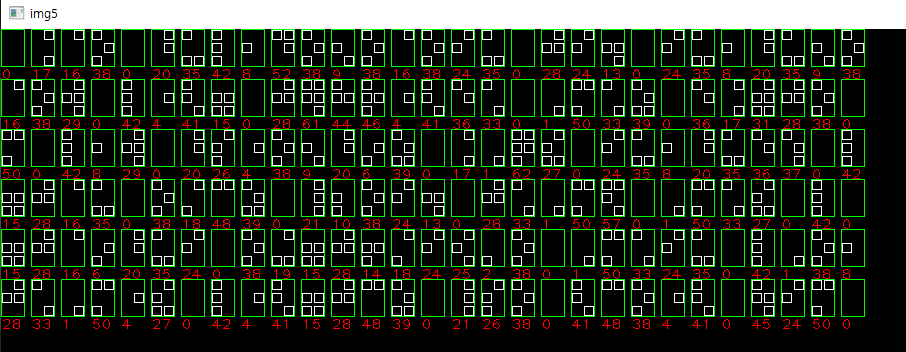 img5
0 17 16 38 0 20 35 42 8 52 38 9 38 16 38 24 35 0 28 24 13 0 24 35 8 20 35 9 38
16 38 29 0 42 4 41 15 0 28 61 44 46 4 41 36 33 0 1 50 33 39 0 36 17 31 28 38 0
50 0 42 8 29 0 20 26 4 38 9 20 6 39 0 17 1 62 27 0 24 35 8 0 35 36 37 0 42
15 28 16 5 0 38 18 48 39 0 21 10 38 24 13 0 28 33 1 50 57 0 1 50 33 27 0 42 0
15 28 16 6 20 35 24 0 38 19 15 28 14 18 24 25 2 38 0 1 50 33 24 35 0 42 1 38 8
28 33 1 50 4 27 0 42 4 41 15 28 48 39 0 21 26 38 0 41 48 38 4 41 0 45 24 50 0